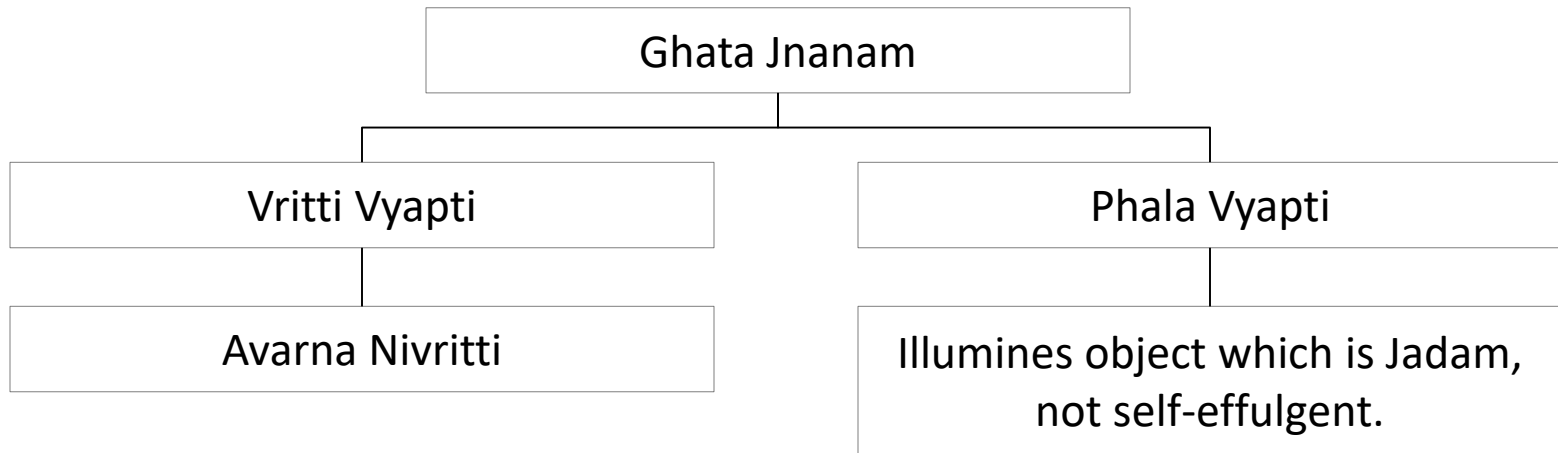 Ghata Jnanam
Vritti Vyapti
Phala Vyapti
Avarna Nivritti
Illumines object which is Jadam,
not self-effulgent.